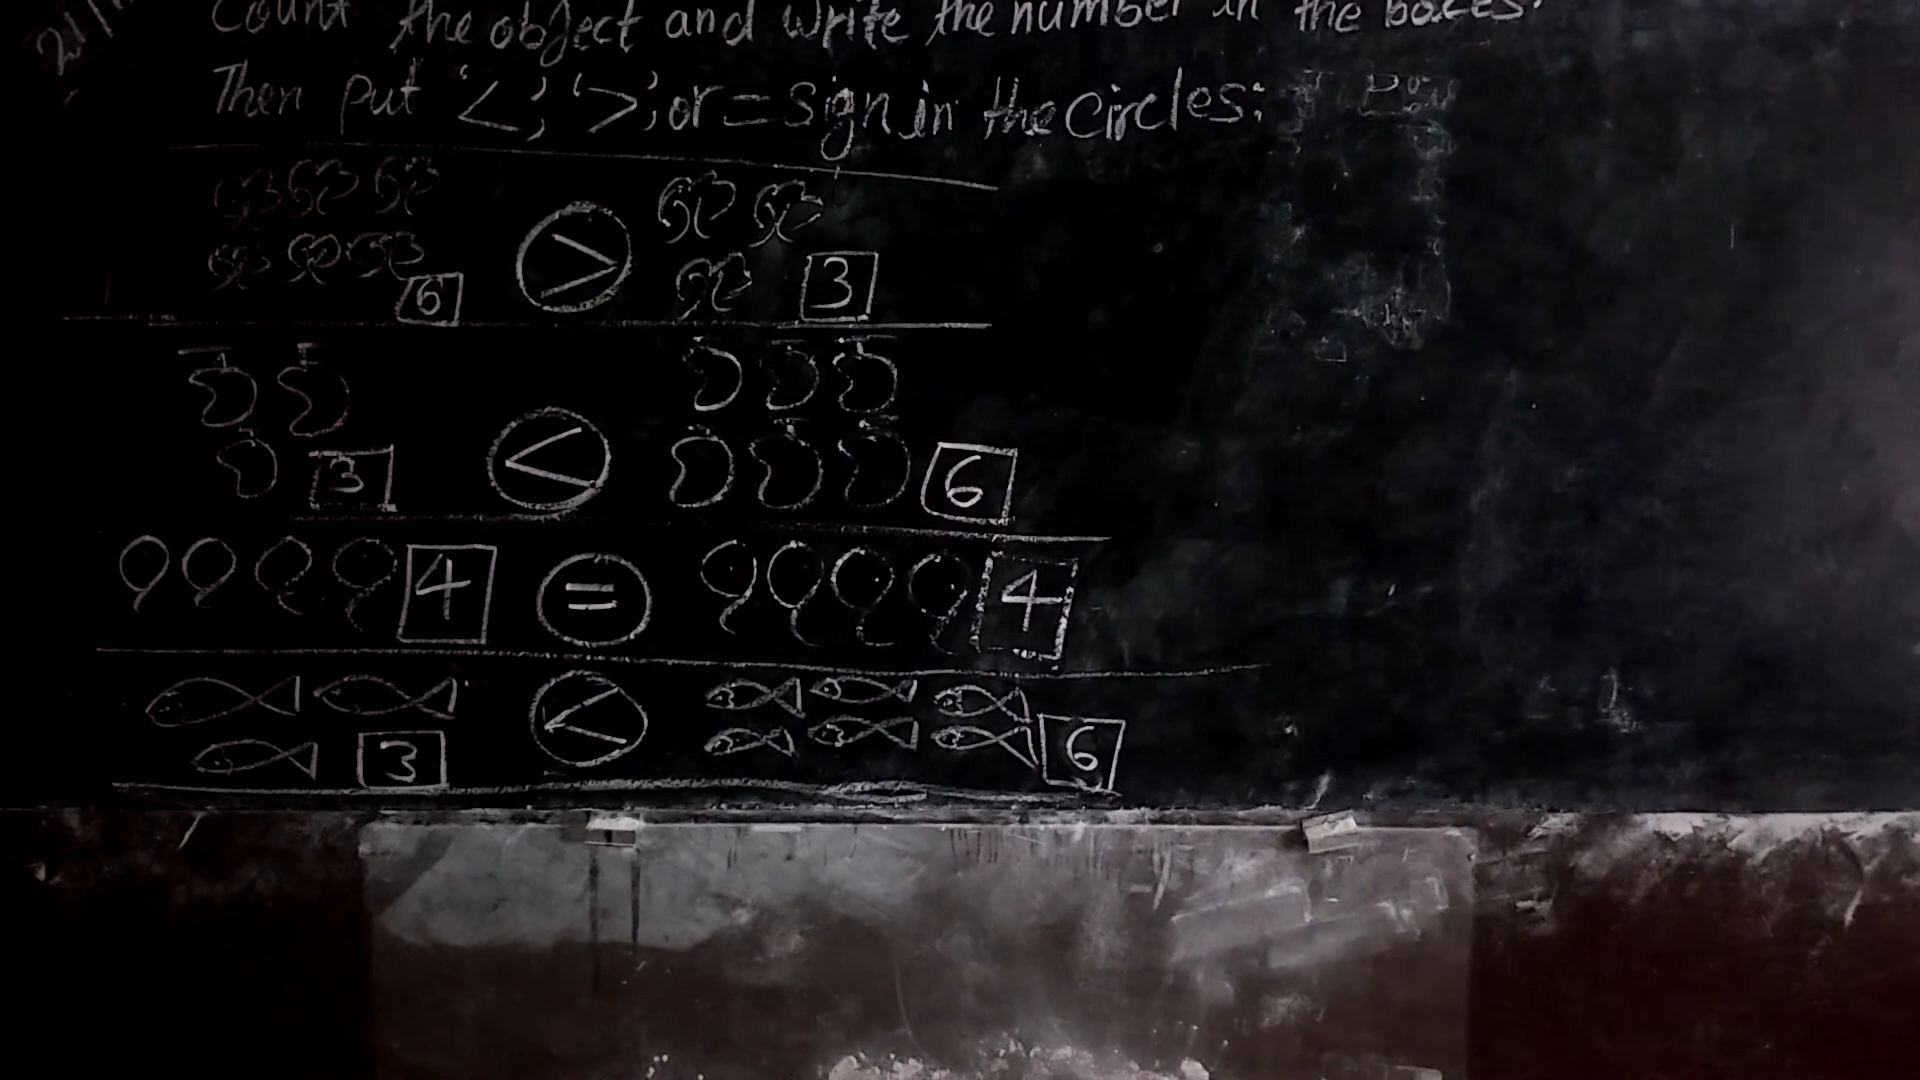 Count the object and write the number in the boxes.
Then put '<', '>', or = sign in the circles:
6 > 3
3 < 6
4 = 4
3 < 6